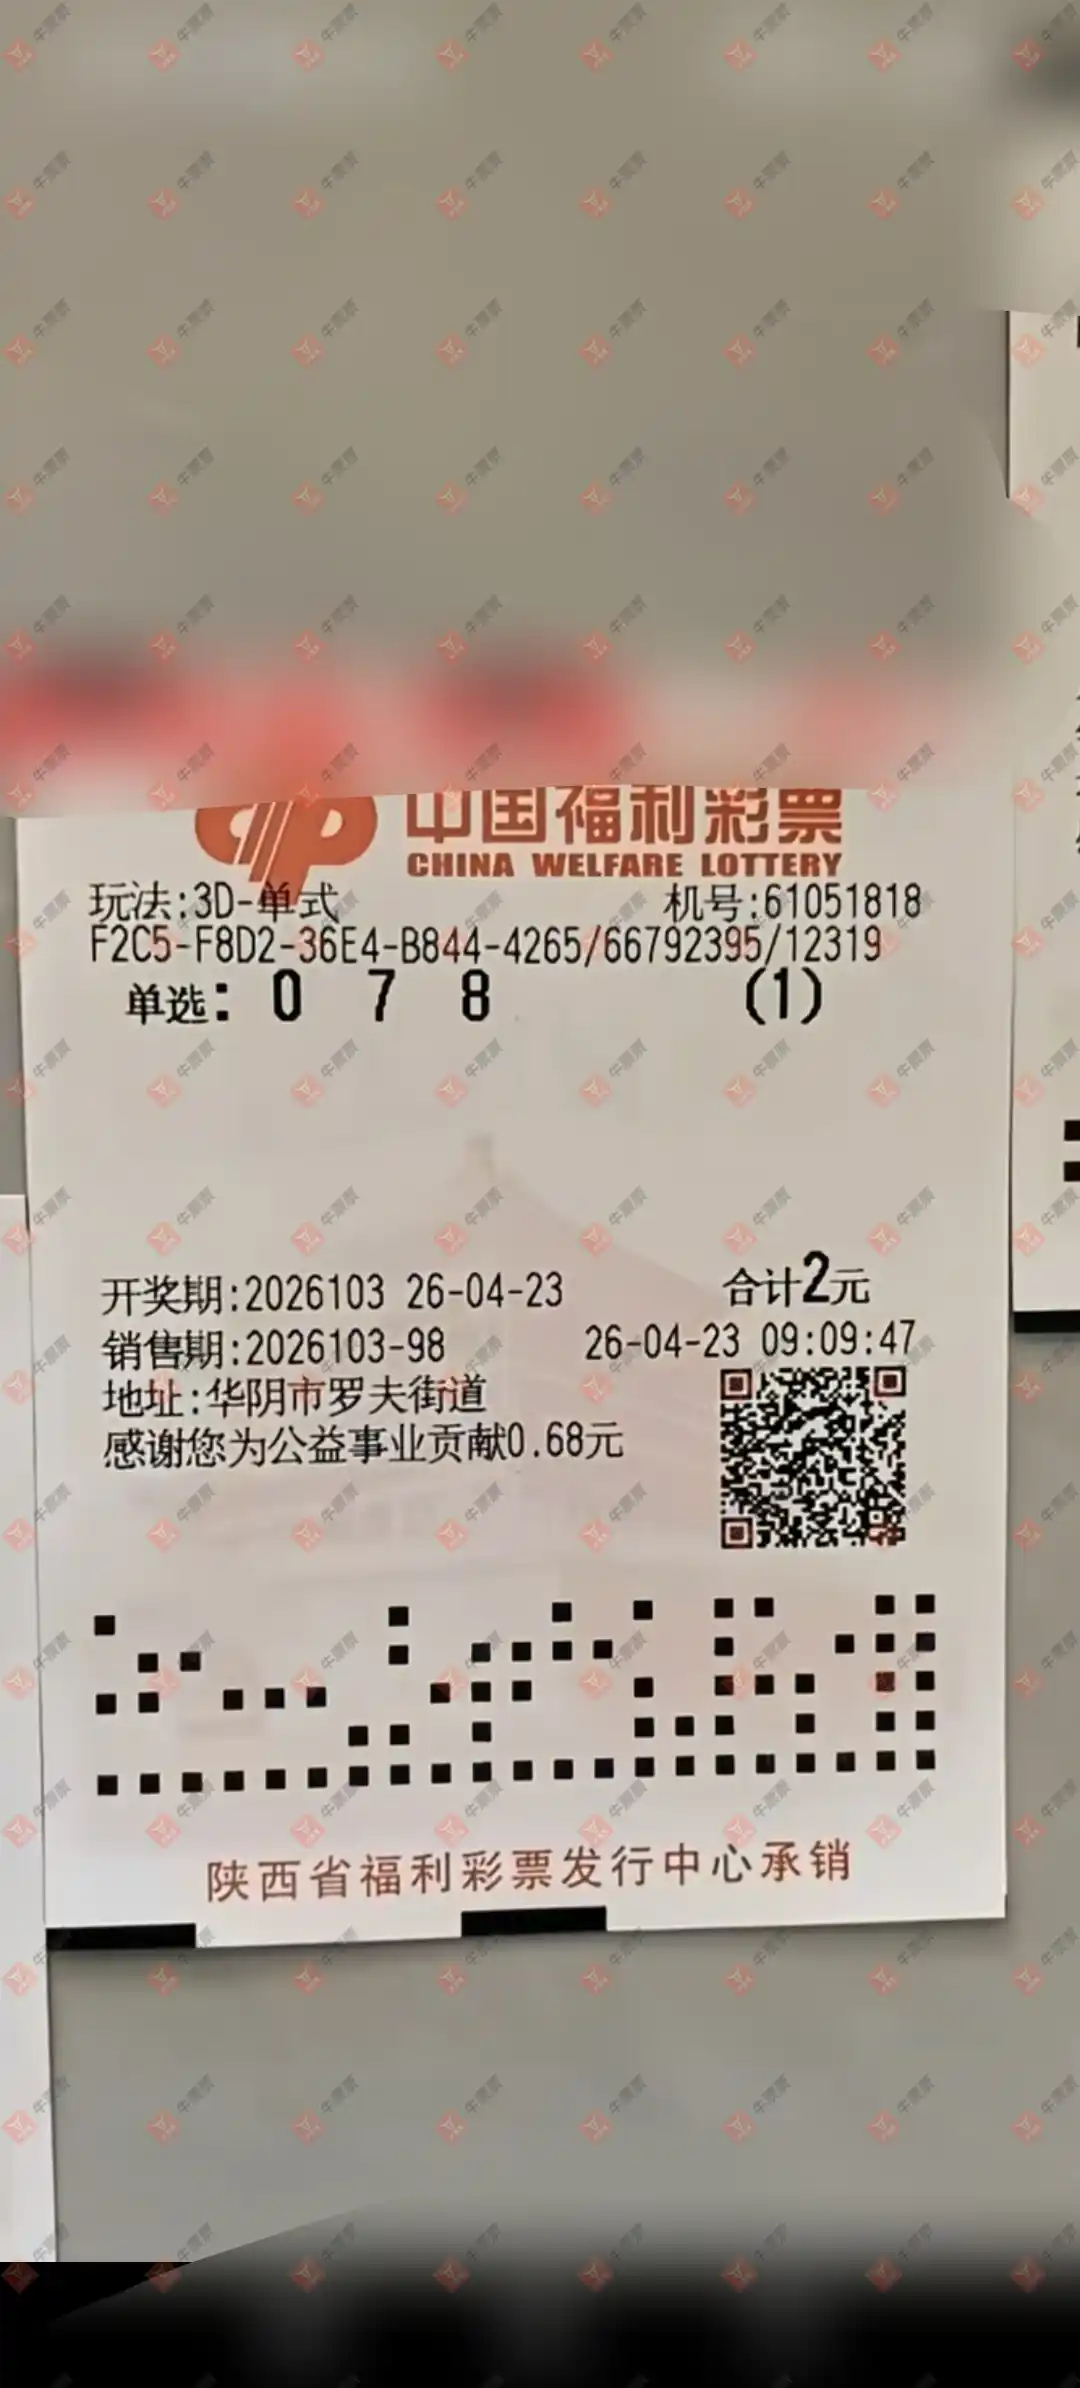 中国福利彩票
CHINA WELFARE LOTTERY
玩法:3D-单式 机号:61051818
F2C5-F8D2-36E4-B844-4265/66792395/12319
单选: 0 7 8 (1)
开奖期:2026103 26-04-23 合计2元
销售期:2026103-98 26-04-23 09:09:47
地址:华阴市罗夫街道
感谢您为公益事业贡献0.68元
陕西省福利彩票发行中心承销